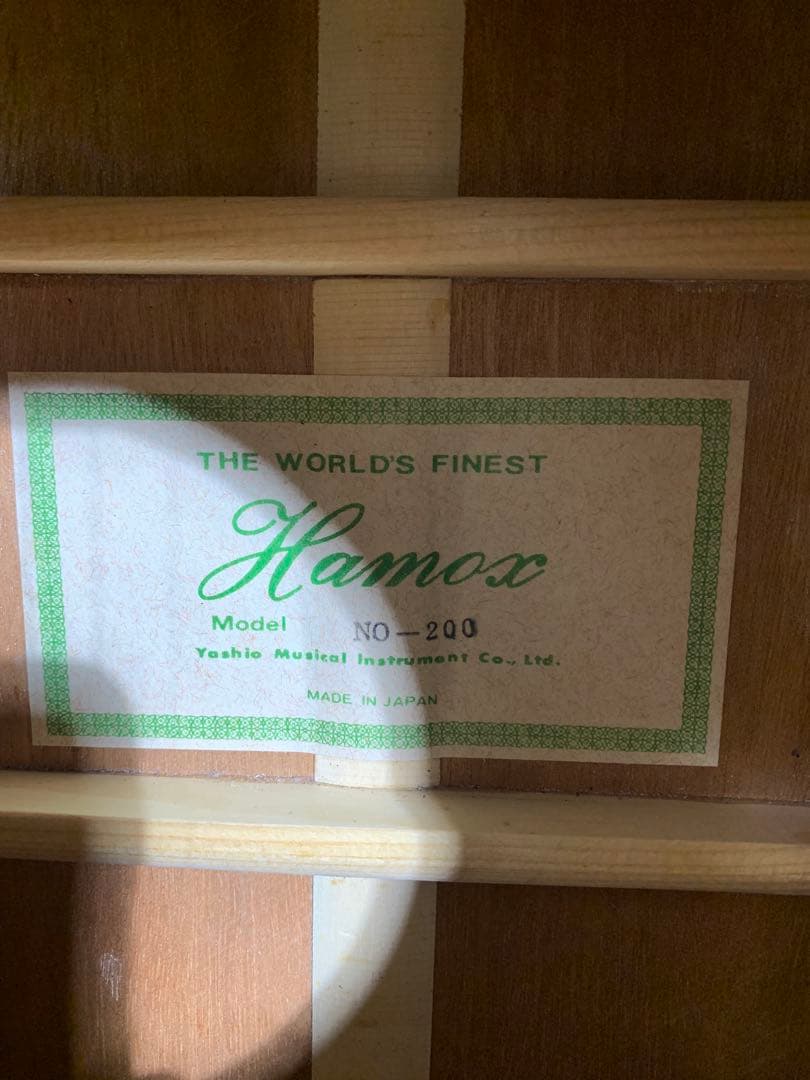 THE WORLD'S FINEST
Hamox
Model NO-200
Yashio Musical Instrument Co., Ltd.
MADE IN JAPAN